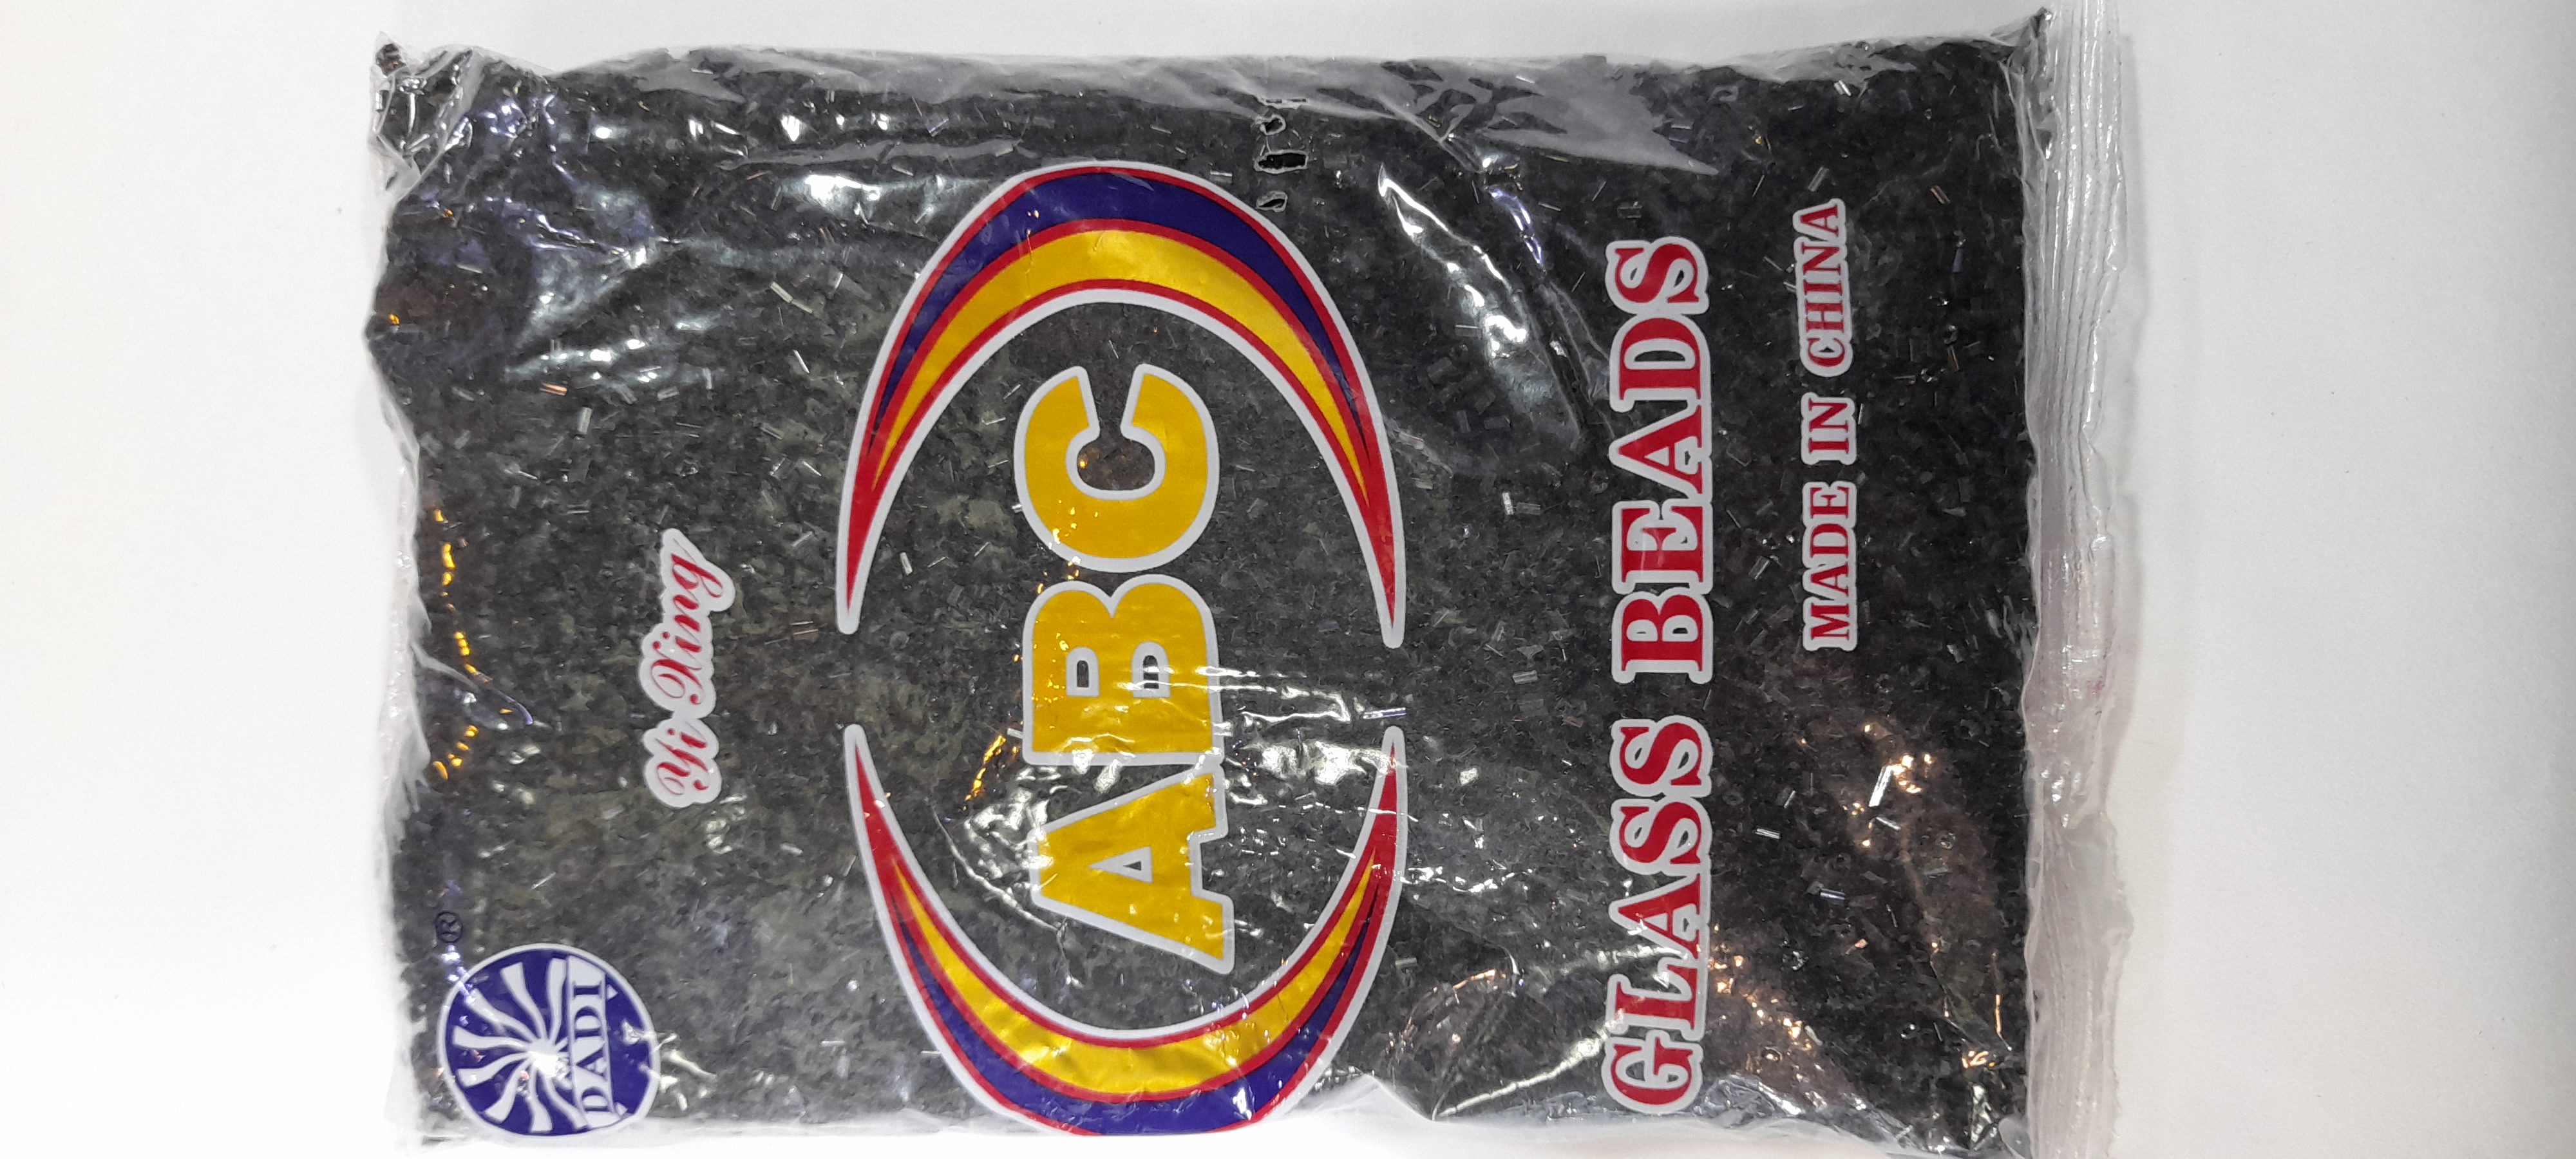 ®
DADI
Yi Xing
ABC
GLASS BEADS
MADE IN CHINA